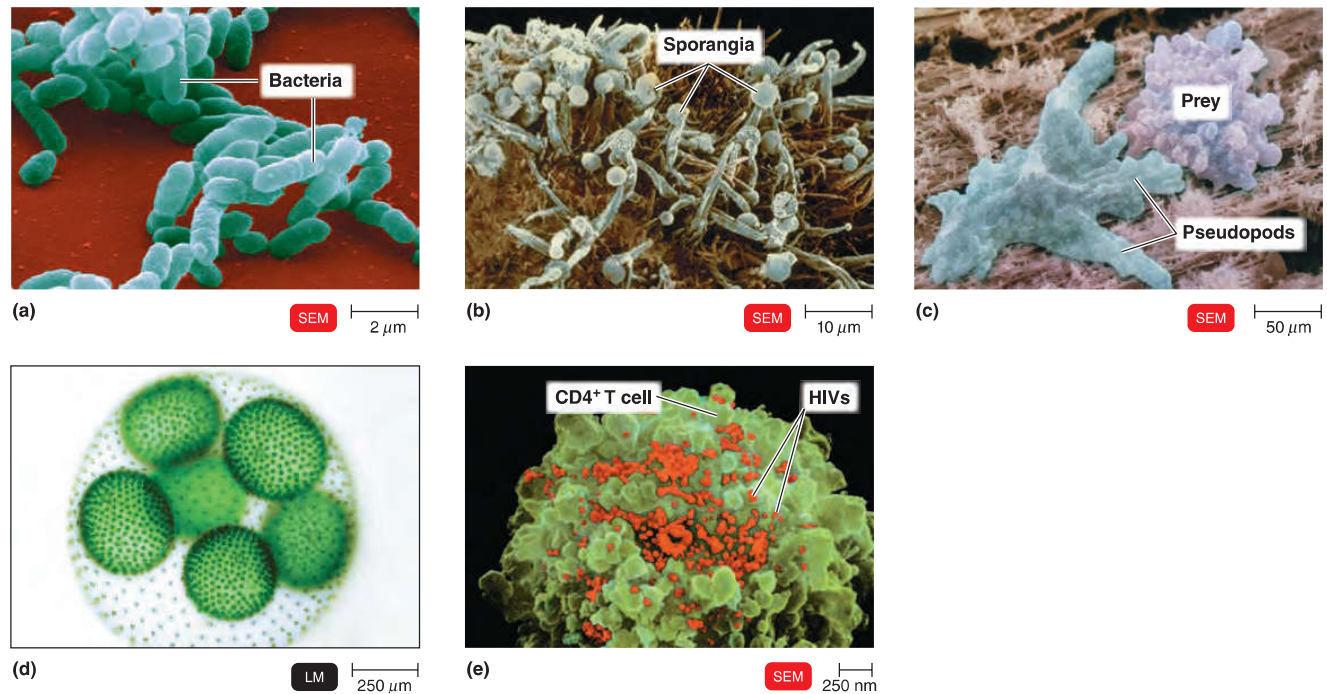 Bacteria
(a)
SEM
2 μm
Sporangia
(b)
SEM
10 μm
Prey
Pseudopods
(c)
SEM
50 μm
(d)
LM
250 μm
CD4⁺ T cell
HIVs
(e)
SEM
250 nm